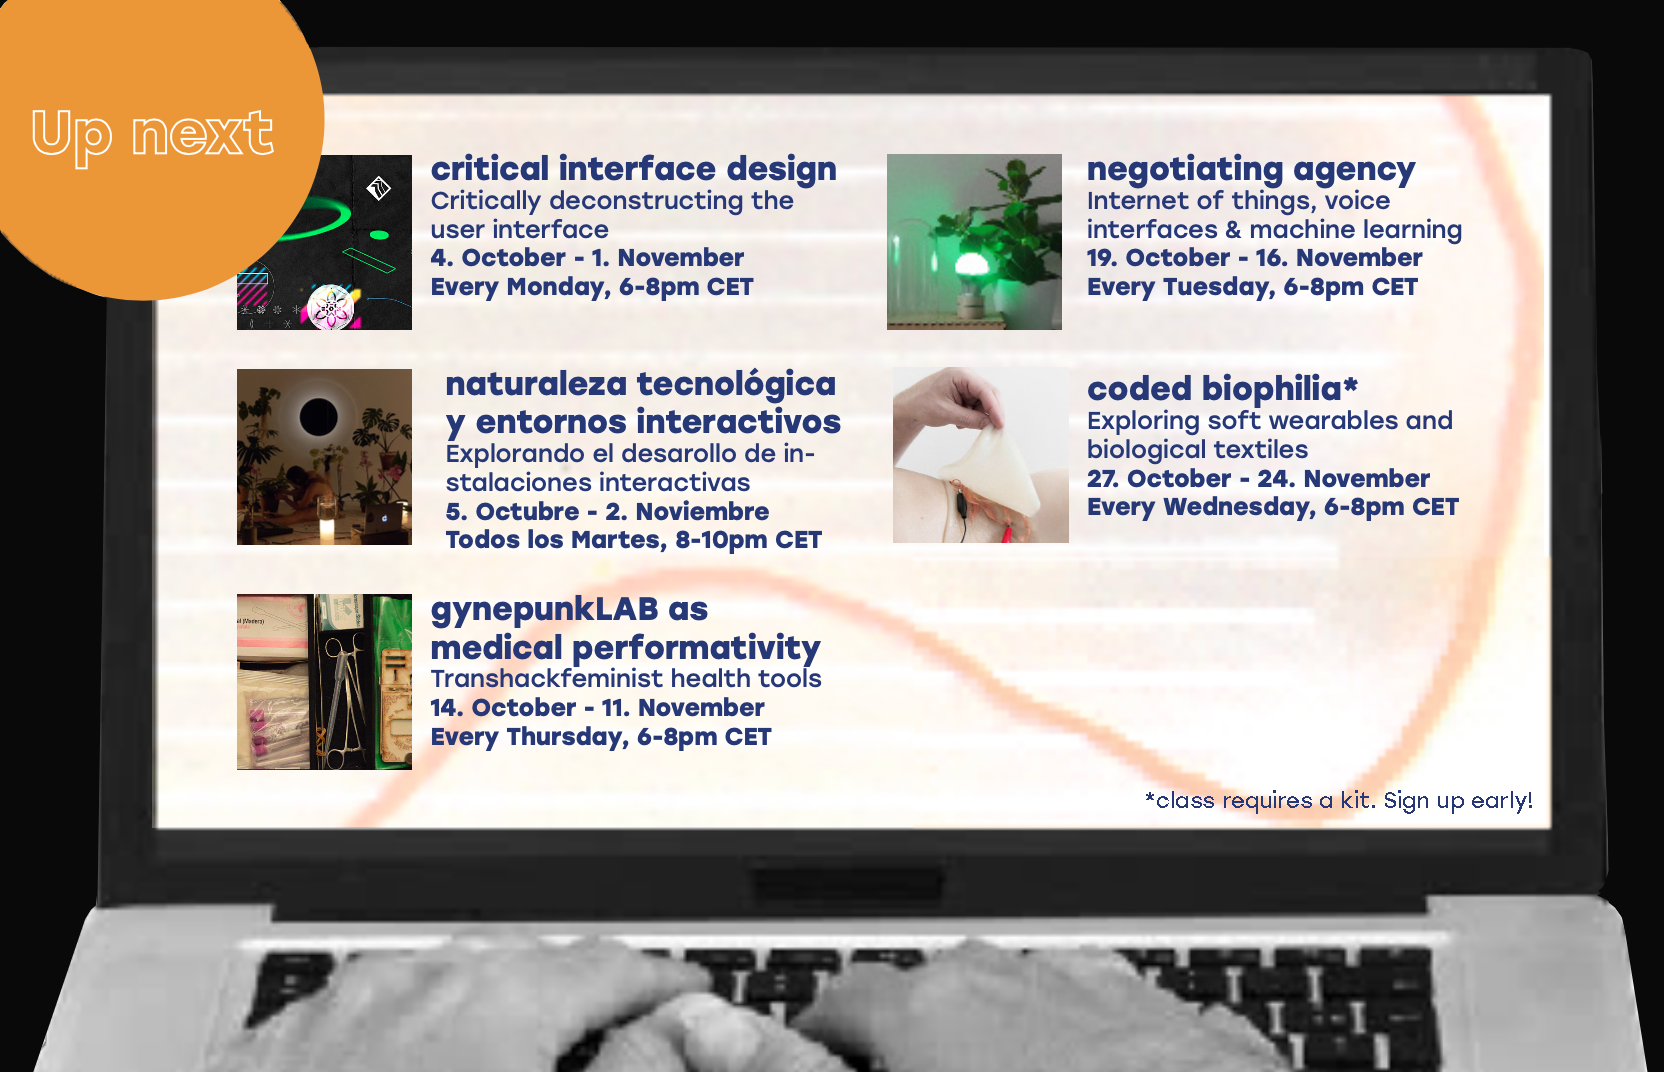 Up next
critical interface design
Critically deconstructing the
user interface
4. October - 1. November
Every Monday, 6-8pm CET
naturaleza tecnológica
y entornos interactivos
Explorando el desarollo de in-
stalaciones interactivas
5. Octubre - 2. Noviembre
Todos los Martes, 8-10pm CET
gynepunkLAB as
medical performativity
Transhackfeminist health tools
14. October - 11. November
Every Thursday, 6-8pm CET
negotiating agency
Internet of things, voice
interfaces & machine learning
19. October - 16. November
Every Tuesday, 6-8pm CET
coded biophilia*
Exploring soft wearables and
biological textiles
27. October - 24. November
Every Wednesday, 6-8pm CET
*class requires a kit. Sign up early!
(Madera)